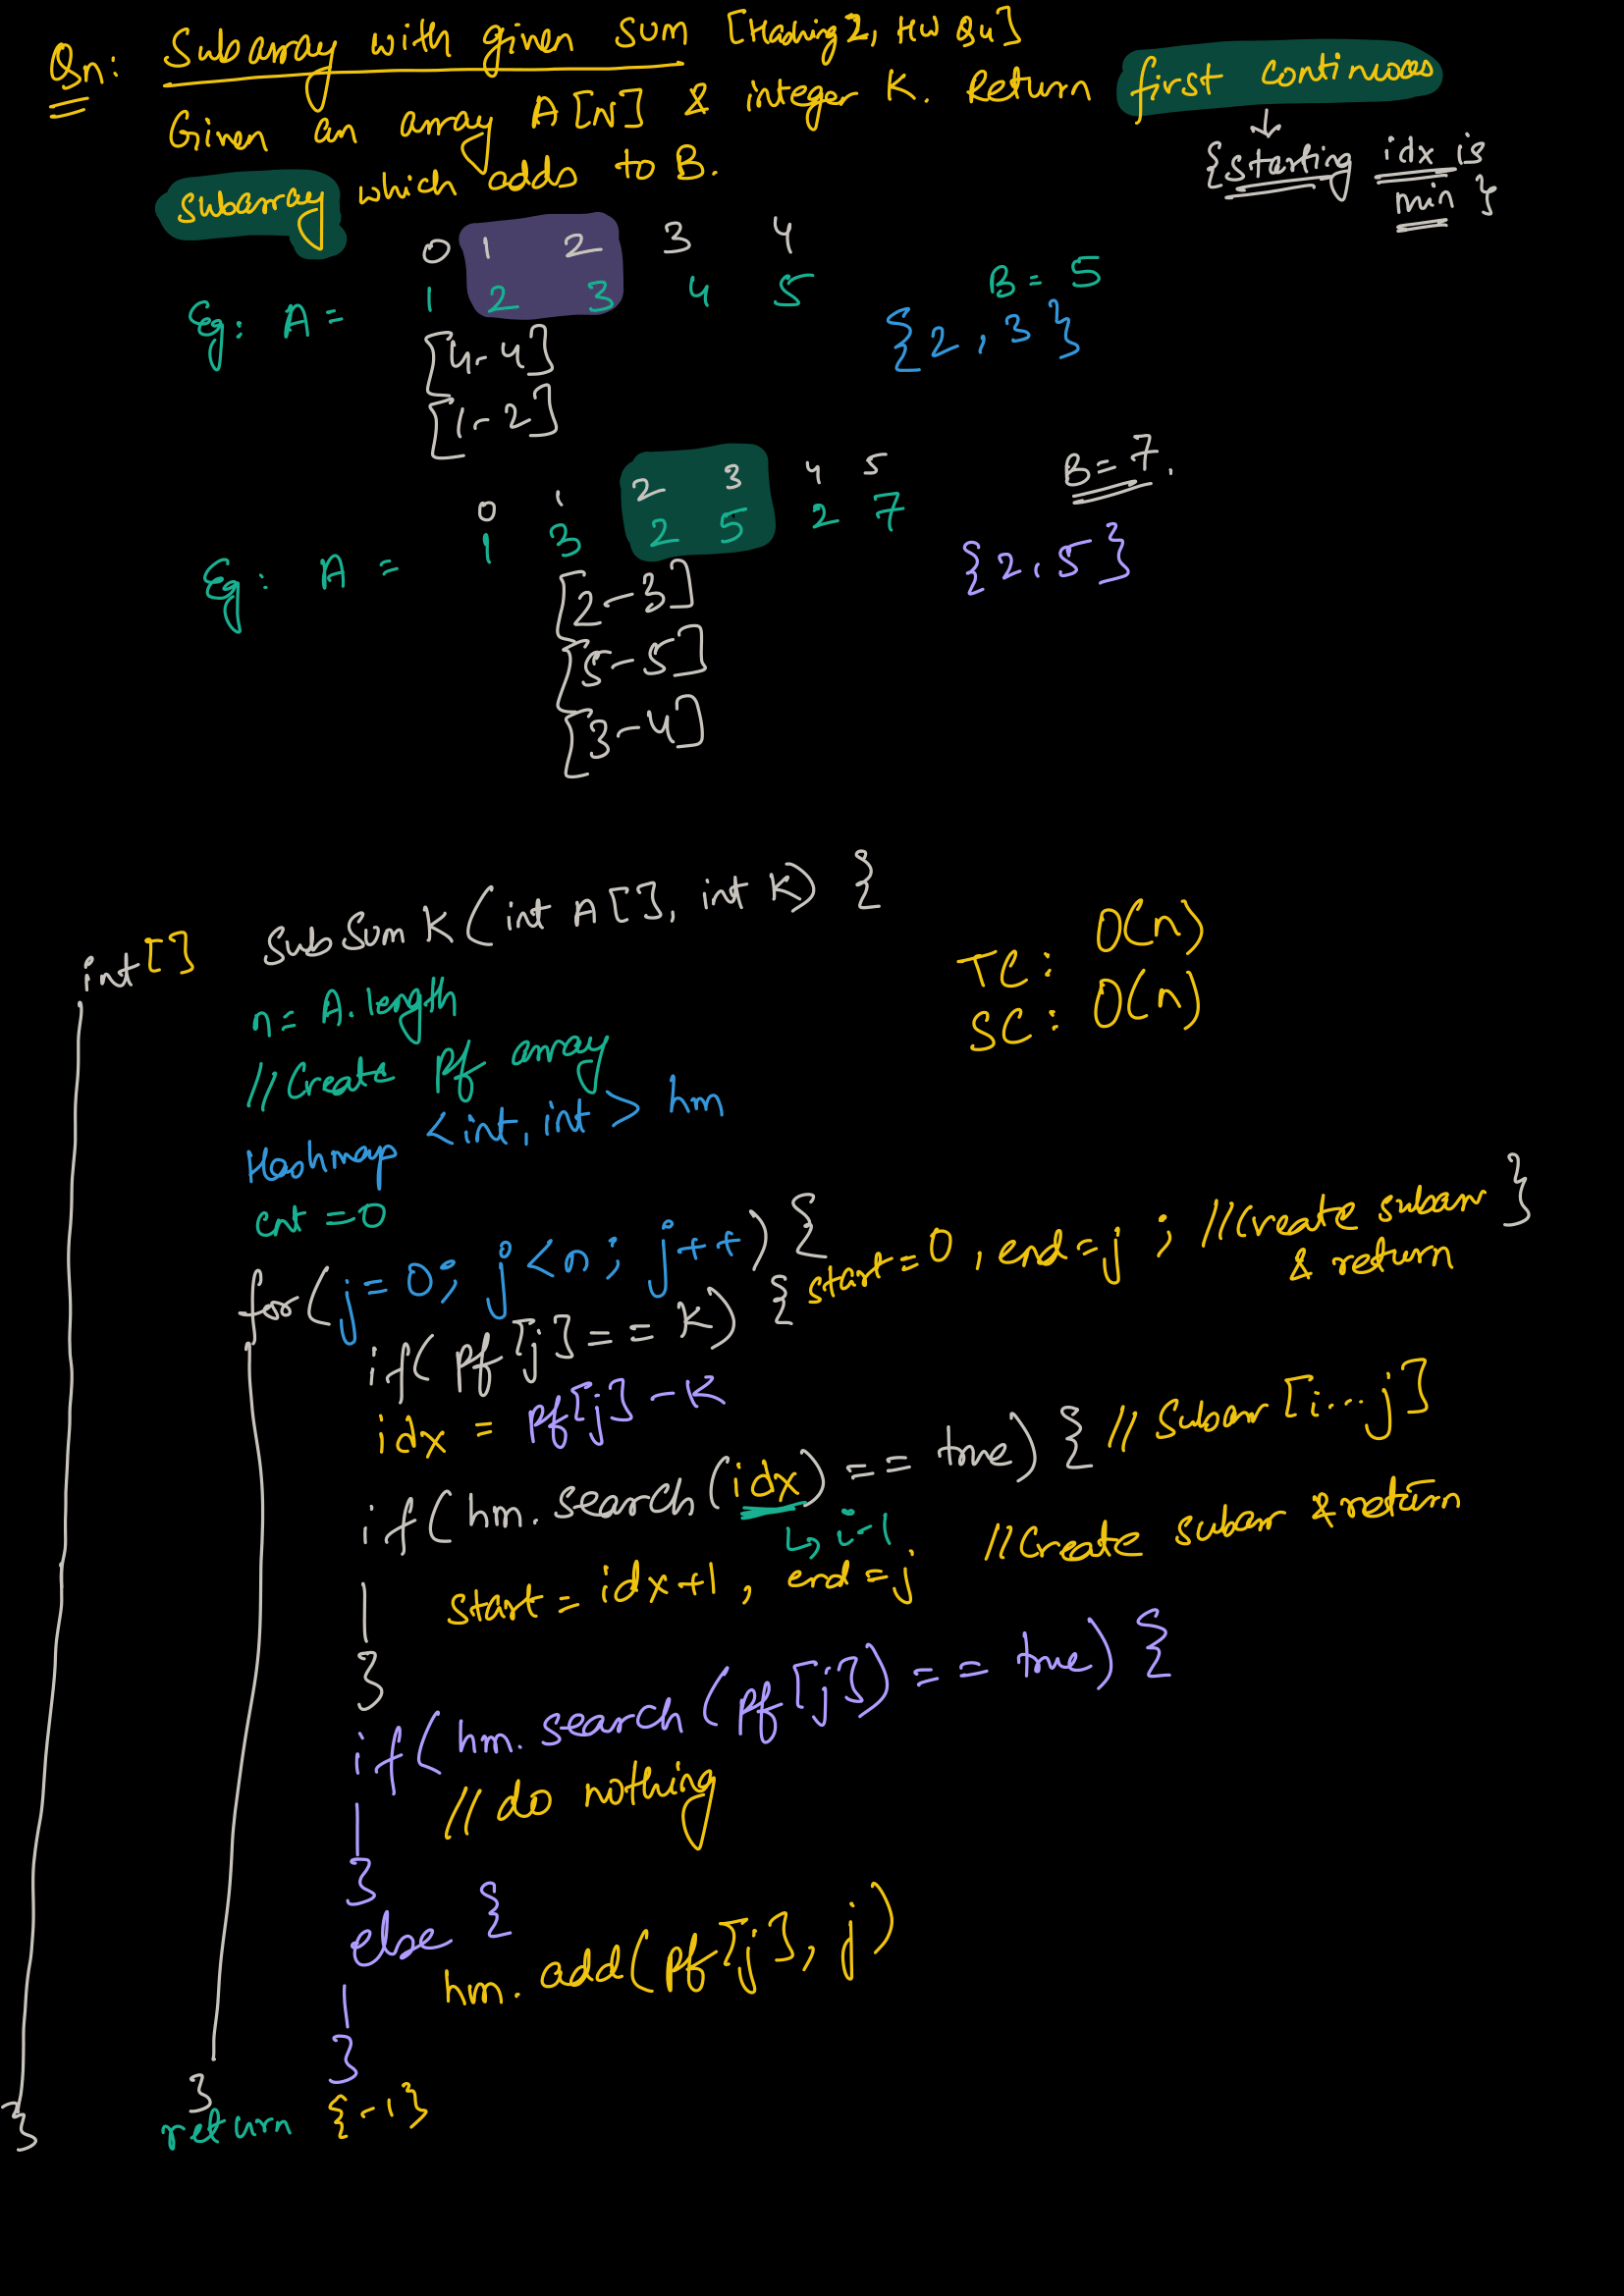 Qn: Subarray with given sum [Hashing 2, HW Q4]
Given an array A[N] & integer K. Return first continuous
{starting idx is min}
subarray which adds to B.
0 1 2 3 4
Eg: A = 1 2 3 4 5 B = 5
{2, 3}
[4-4]
[1-2]
0 1 2 3 4 5 B = 7.
Eg: A = 1 3 2 5 2 7 {2, 5}
[2-3]
[5-5]
[3-4]
int[] SubSumK(int A[], int K) {
TC: O(n)
SC: O(n)
n = A.length
//Create pf array
Hashmap <int, int> hm
cnt = 0
for(j=0; j<n; j++) {
if(pf[j] == K) { start=0, end=j; //Create subarr & return }
idx = pf[j] - K
if(hm.search(idx) == true) { // Subarr [i...j]
↳ i-1
start = idx+1, end=j //Create subarr & return
}
if(hm.search(pf[j]) == true) {
//do nothing
}
else {
hm.add(pf[j], j)
}
}
return {-1}
}